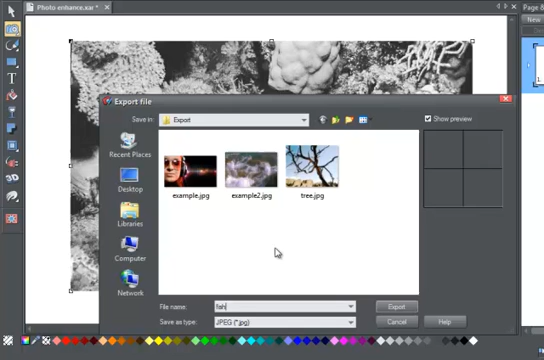 Photo enhance.xar *
Page &
New
Export file
Save in
Export
Show preview
Recent Places
Desktop
Libraries
Computer
Network
example.jpg
example2.jpg
tree.jpg
File name:
fish
Export
Save as type:
JPEG (*.jpg)
Cancel
Help